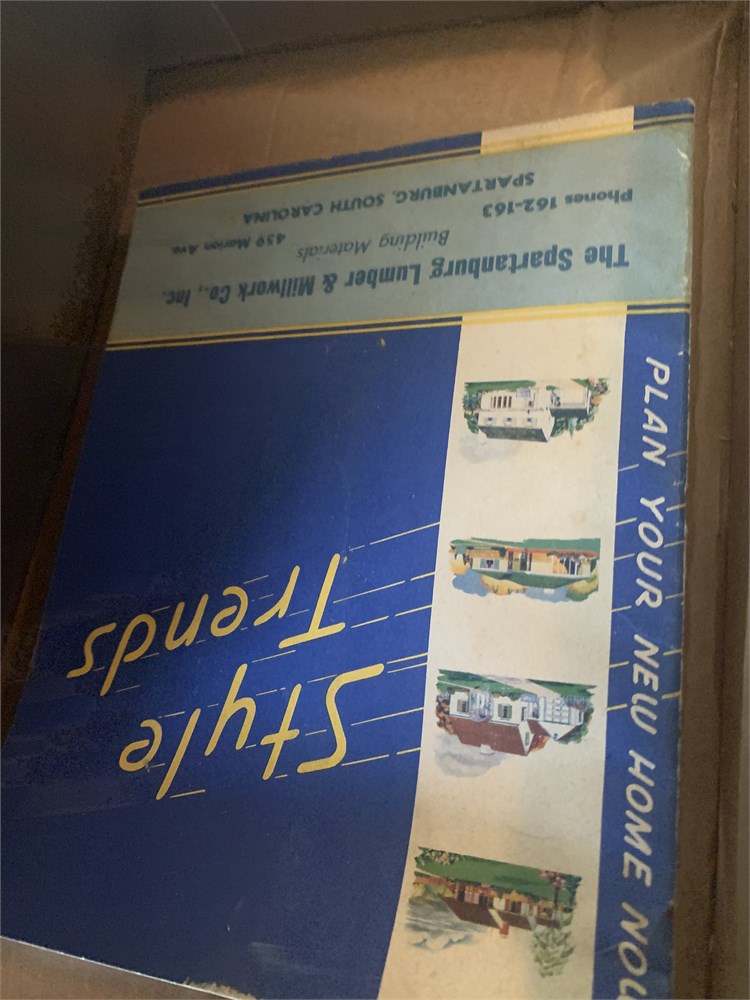 PLAN YOUR NEW HOME NOW
Style
Trends
The Spartanburg Lumber & Millwork Co., Inc.
Building Materials
459 Marion Ave
Phones 162-163
SPARTANBURG, SOUTH CAROLINA